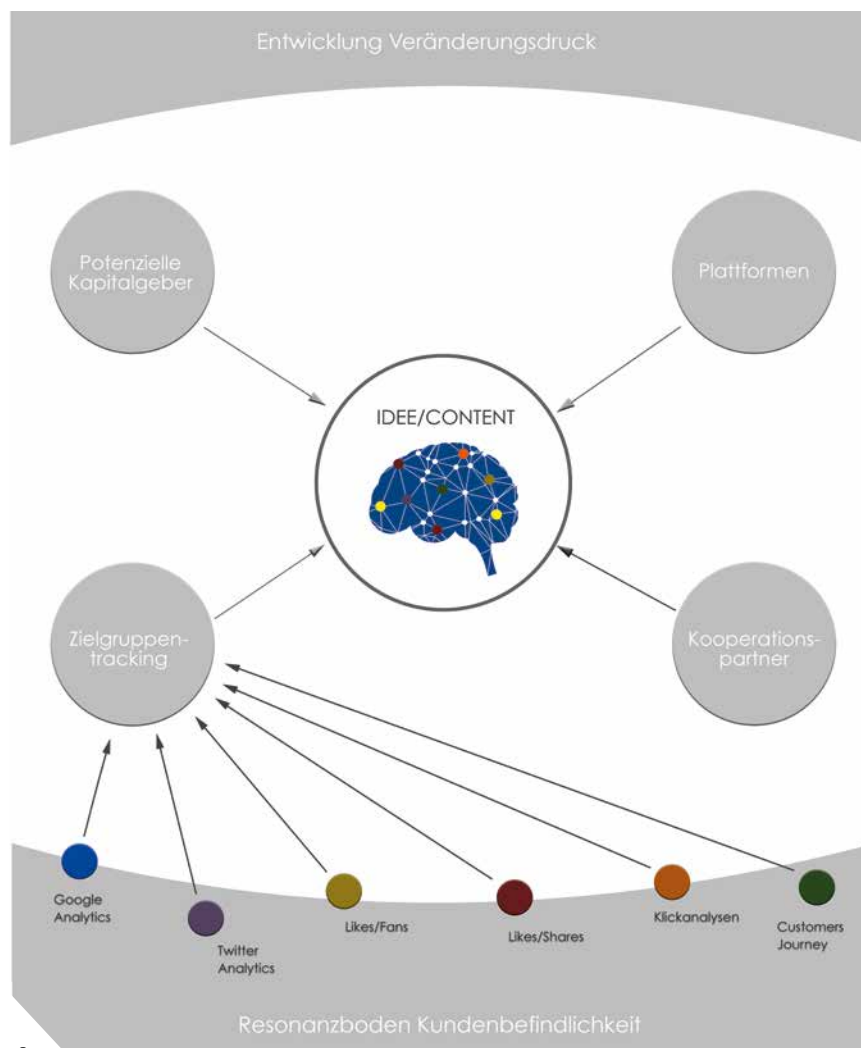 Entwicklung Veränderungsdruck
Potenzielle
Kapitalgeber
Plattformen
IDEE/CONTENT
Zielgruppen-
tracking
Kooperations-
partner
Google
Analytics
Twitter
Analytics
Likes/Fans
Likes/Shares
Klickanalysen
Customers
Journey
Resonanzboden Kundenbefindlichkeit